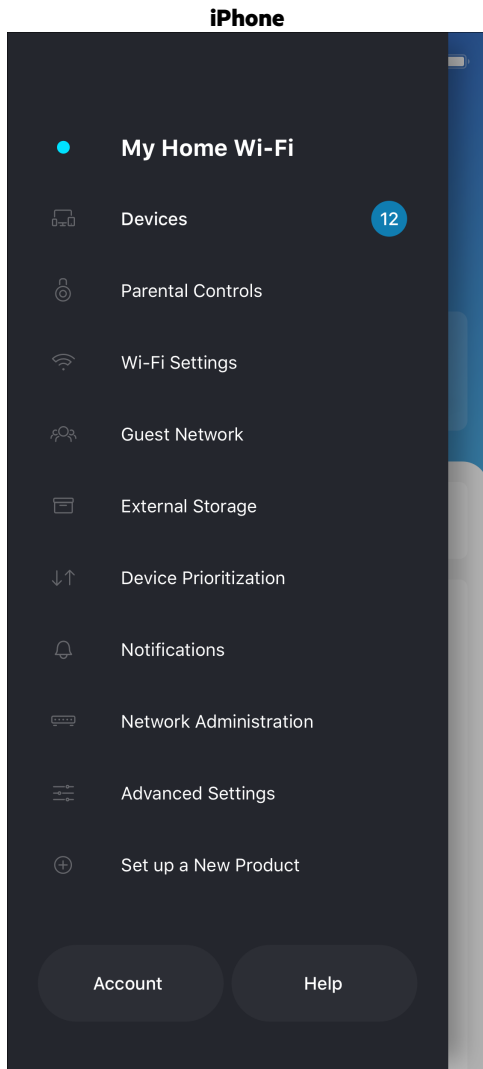 iPhone
My Home Wi-Fi
Devices 12
Parental Controls
Wi-Fi Settings
Guest Network
External Storage
Device Prioritization
Notifications
Network Administration
Advanced Settings
Set up a New Product
Account Help